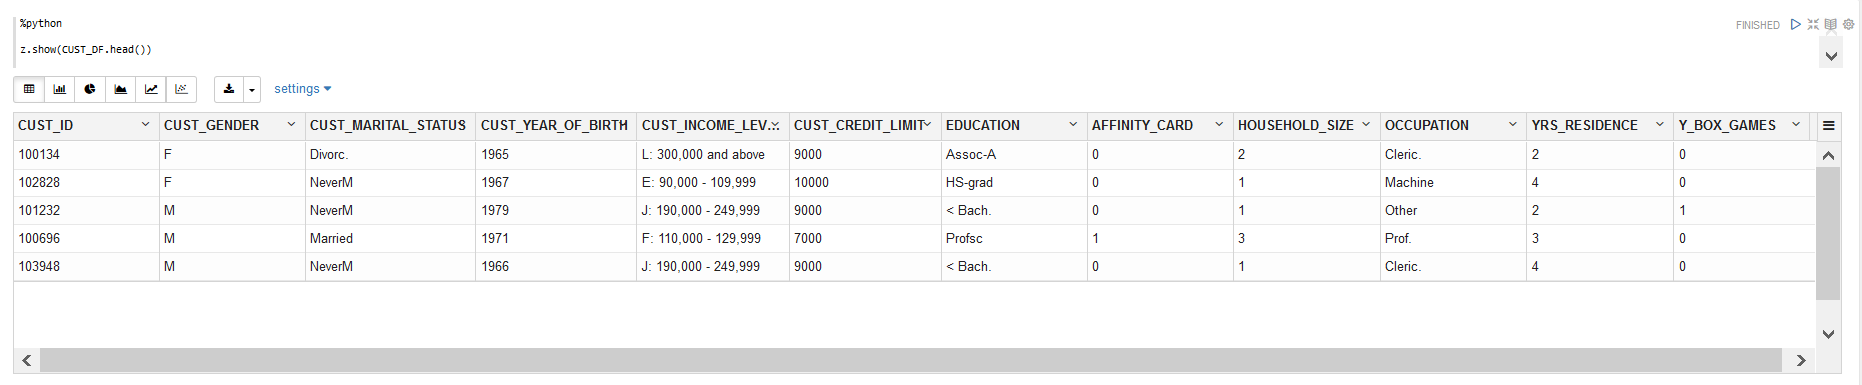 %python
FINISHED
z.show(CUST_DF.head())
settings
CUST_ID CUST_GENDER CUST_MARITAL_STATUS CUST_YEAR_OF_BIRTH CUST_INCOME_LEV... CUST_CREDIT_LIMIT EDUCATION AFFINITY_CARD HOUSEHOLD_SIZE OCCUPATION YRS_RESIDENCE Y_BOX_GAMES
100134 F Divorc. 1965 L: 300,000 and above 9000 Assoc-A 0 2 Cleric. 2 0
102828 F NeverM 1967 E: 90,000 - 109,999 10000 HS-grad 0 1 Machine 4 0
101232 M NeverM 1979 J: 190,000 - 249,999 9000 < Bach. 0 1 Other 2 1
100696 M Married 1971 F: 110,000 - 129,999 7000 Profsc 1 3 Prof. 3 0
103948 M NeverM 1966 J: 190,000 - 249,999 9000 < Bach. 0 1 Cleric. 4 0